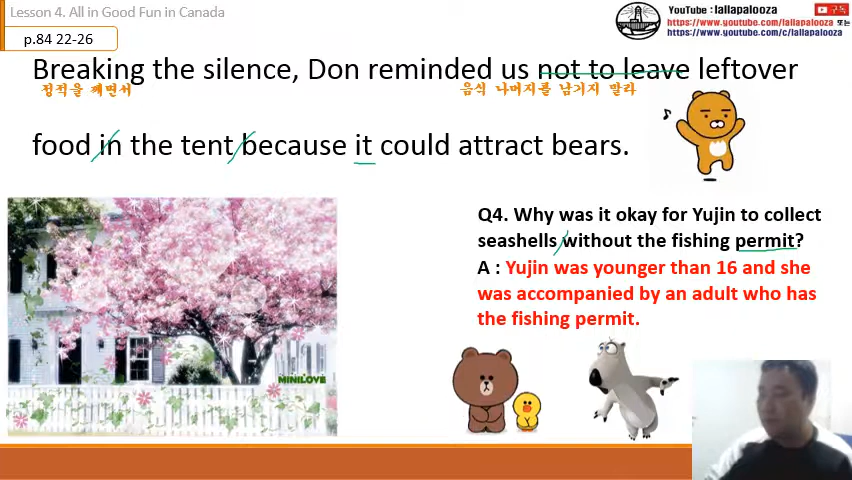 Lesson 4. All in Good Fun in Canada
p.84 22-26
YouTube : lallapalooza
https://www.youtube.com/lallapalooza 또는
https://www.youtube.com/c/lallapalooza
구독
Breaking the silence, Don reminded us not to leave leftover
정적을 깨면서
음식 나머지를 남기지 말라
food in the tent because it could attract bears.
Q4. Why was it okay for Yujin to collect
seashells without the fishing permit?
A : Yujin was younger than 16 and she
was accompanied by an adult who has
the fishing permit.
MINILOVE